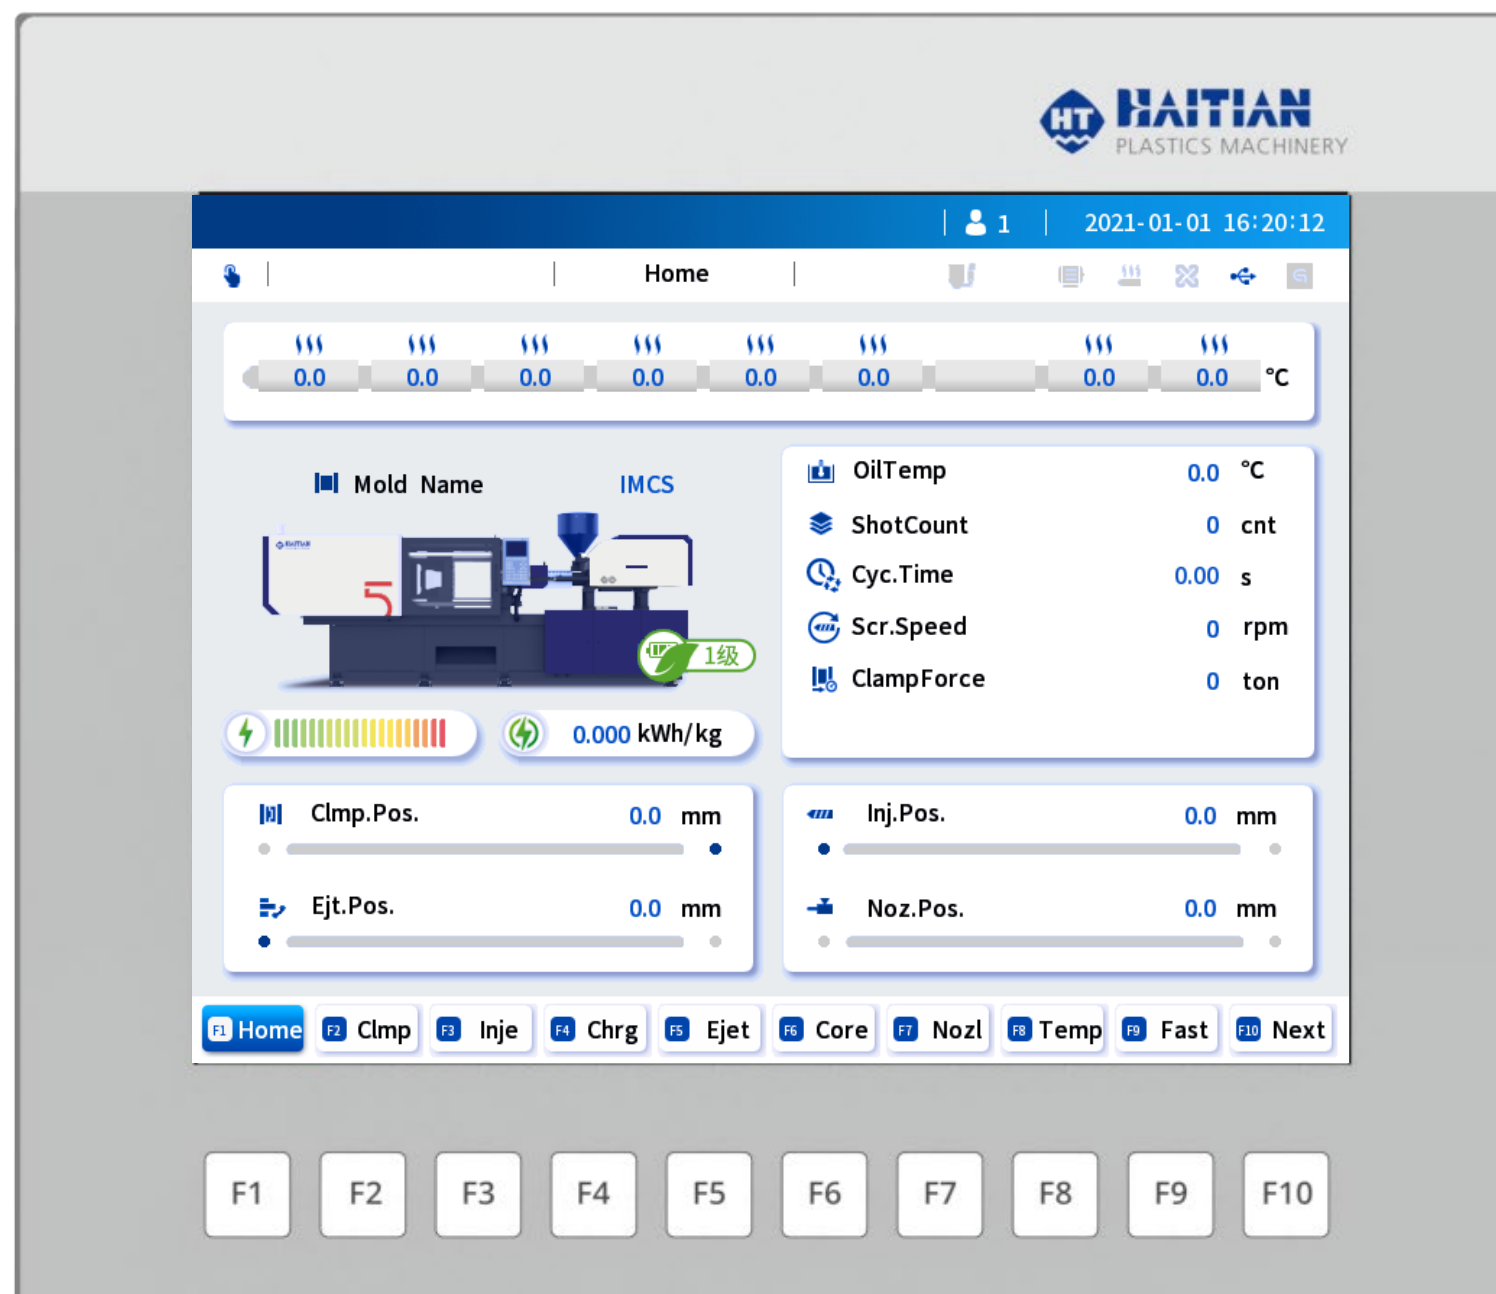 HT HAITIAN
PLASTICS MACHINERY
1 2021-01-01 16:20:12
Home
0.0 0.0 0.0 0.0 0.0 0.0 0.0 0.0 °C
Mold Name IMCS
HAITIAN
5
1级
0.000 kWh/kg
OilTemp 0.0 °C
ShotCount 0 cnt
Cyc.Time 0.00 s
Scr.Speed 0 rpm
ClampForce 0 ton
Clmp.Pos. 0.0 mm
Ejt.Pos. 0.0 mm
Inj.Pos. 0.0 mm
Noz.Pos. 0.0 mm
F1 Home F2 Clmp F3 Inje F4 Chrg F5 Ejet F6 Core F7 Nozl F8 Temp F9 Fast F10 Next
F1 F2 F3 F4 F5 F6 F7 F8 F9 F10